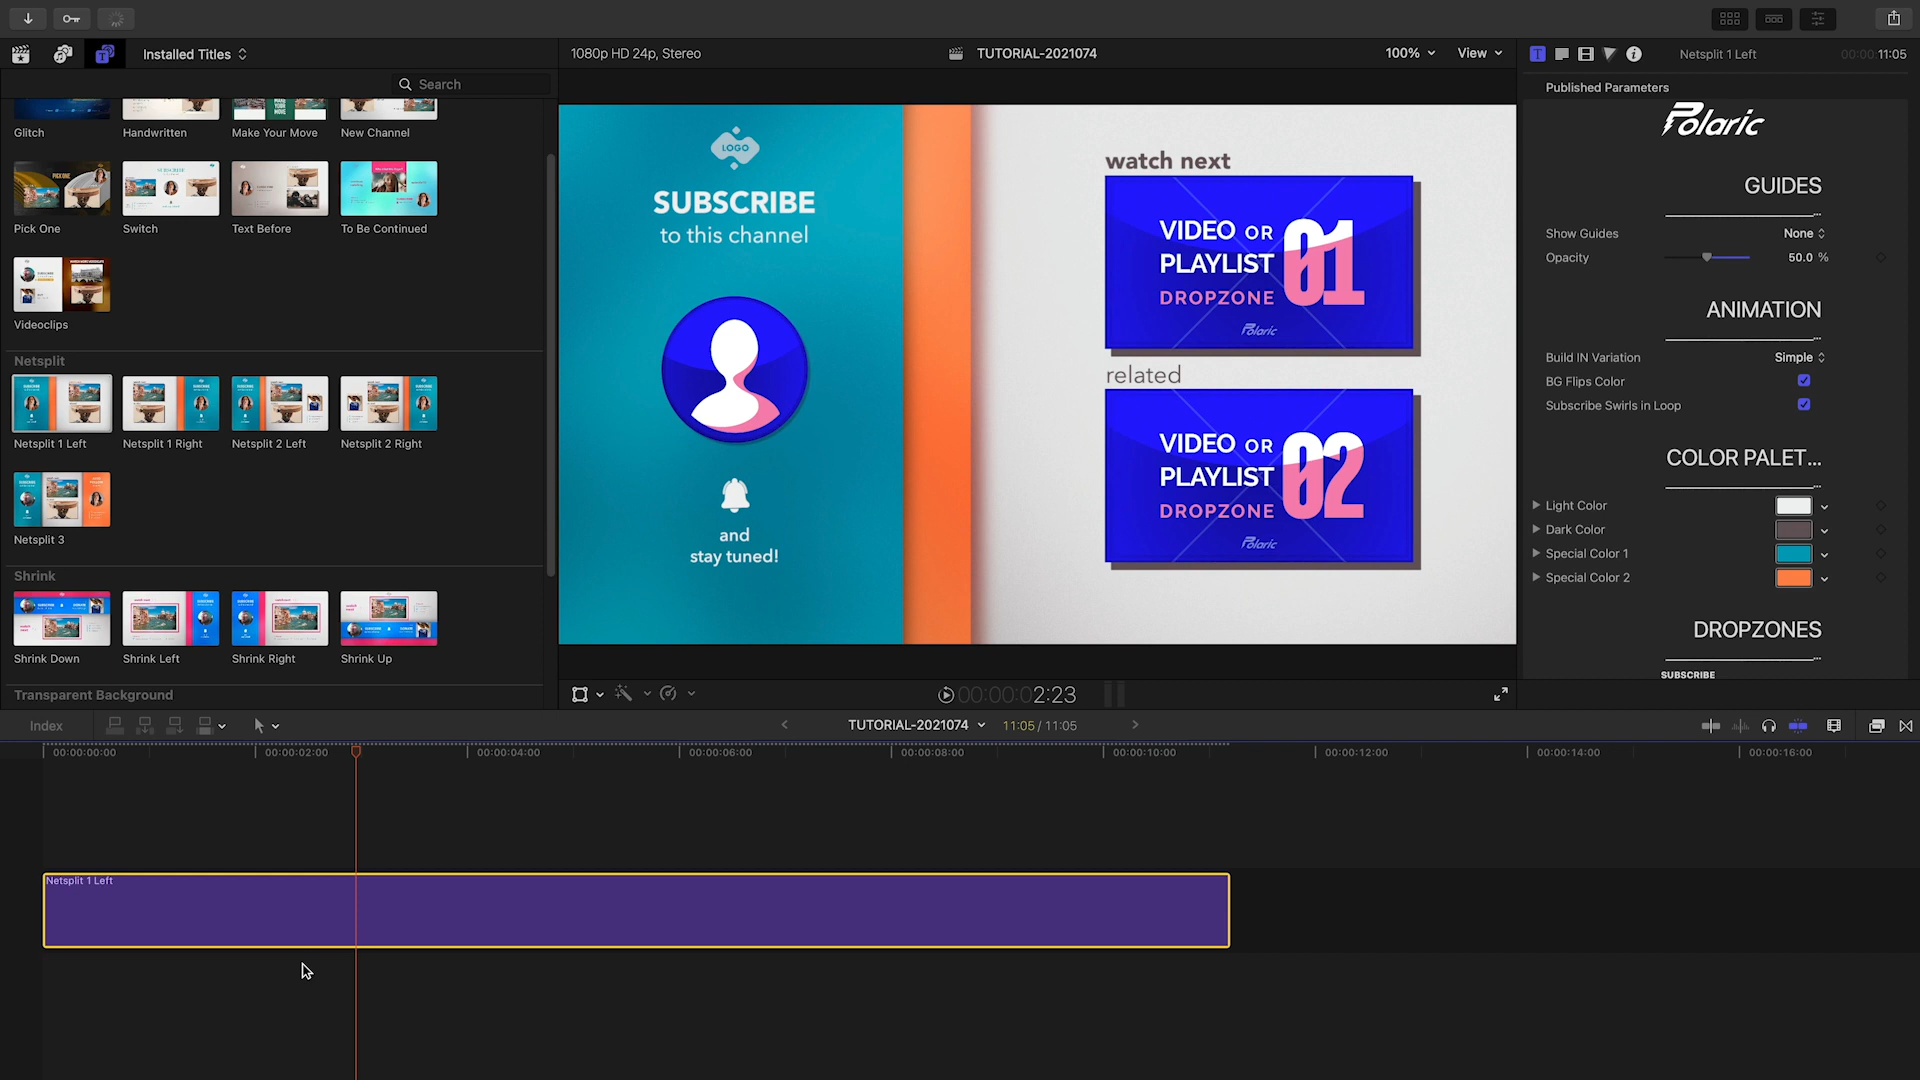 Installed Titles
1080p HD 24p, Stereo
TUTORIAL-2021074
100%
View
Netsplit 1 Left
00:00:11:05
Search
Published Parameters
Glitch
Handwritten
Make Your Move
New Channel
Pick One
Switch
Text Before
To Be Continued
Videoclips
Netsplit
Netsplit 1 Left
Netsplit 1 Right
Netsplit 2 Left
Netsplit 2 Right
Netsplit 3
Shrink
Shrink Down
Shrink Left
Shrink Right
Shrink Up
Transparent Background
LOGO
SUBSCRIBE
to this channel
and
stay tuned!
watch next
VIDEO OR
PLAYLIST
DROPZONE
01
Polaric
related
VIDEO OR
PLAYLIST
DROPZONE
02
Polaric
Polaric
GUIDES
Show Guides
None
Opacity
50.0 %
ANIMATION
Build IN Variation
Simple
BG Flips Color
Subscribe Swirls in Loop
COLOR PALET...
Light Color
Dark Color
Special Color 1
Special Color 2
DROPZONES
SUBSCRIBE
00:00:02:23
Index
TUTORIAL-2021074
11:05 / 11:05
00:00:00:00
00:00:02:00
00:00:04:00
00:00:06:00
00:00:08:00
00:00:10:00
00:00:12:00
00:00:14:00
00:00:16:00
Netsplit 1 Left